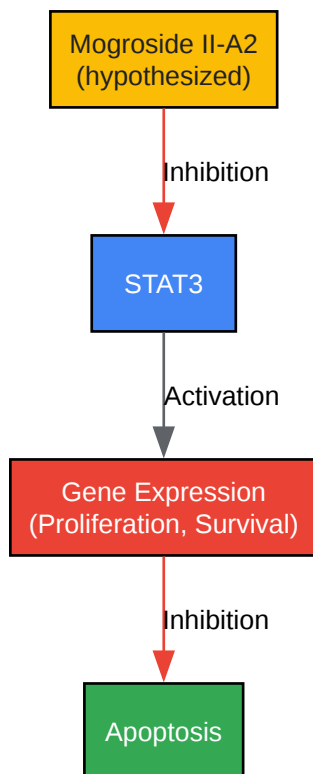 Mogroside II-A2
(hypothesized)
Inhibition
STAT3
Activation
Gene Expression
(Proliferation, Survival)
Inhibition
Apoptosis